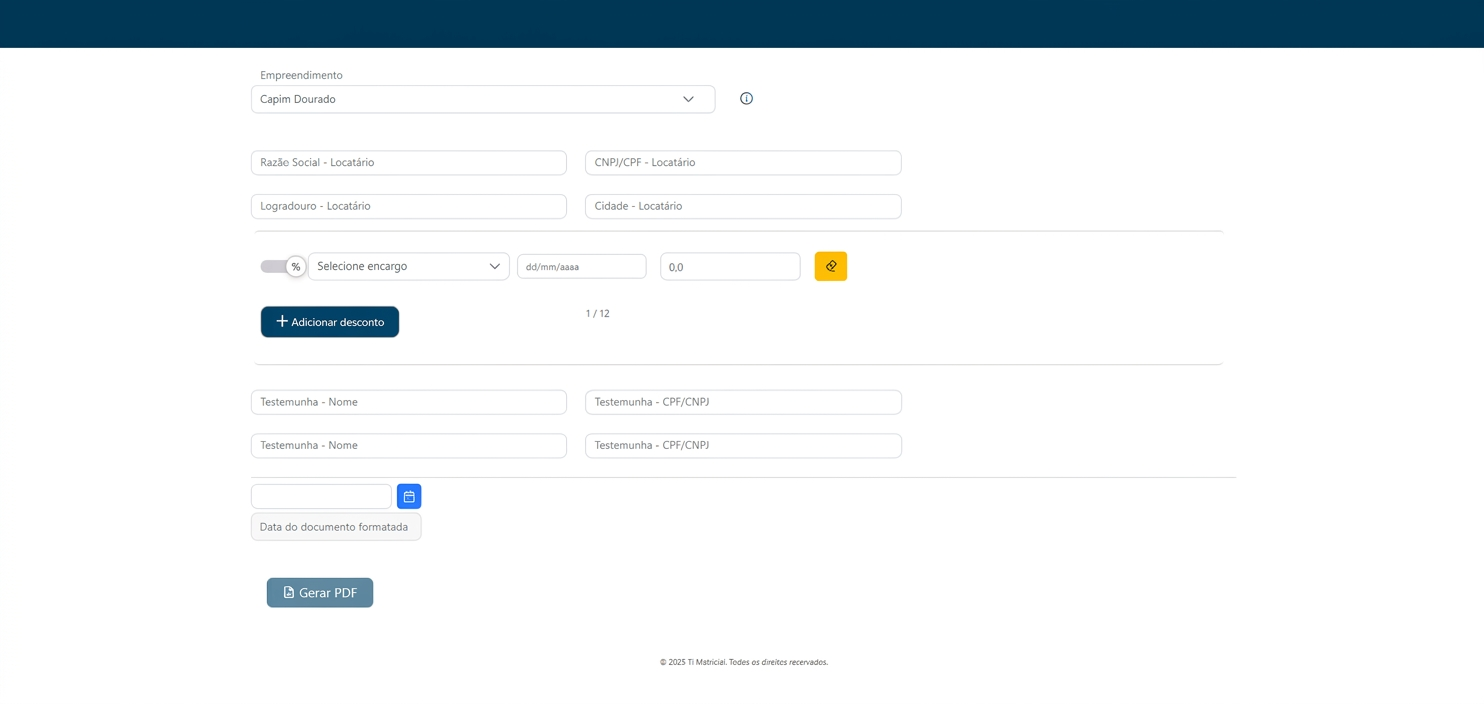 Empreendimento
Capim Dourado
Razão Social - Locatário
CNPJ/CPF - Locatário
Logradouro - Locatário
Cidade - Locatário
%
Selecione encargo
dd/mm/aaaa
0,0
Adicionar desconto
1 / 12
Testemunha - Nome
Testemunha - CPF/CNPJ
Testemunha - Nome
Testemunha - CPF/CNPJ
Data do documento formatada
Gerar PDF
© 2025 Ti Matricial. Todos os direitos recervados.